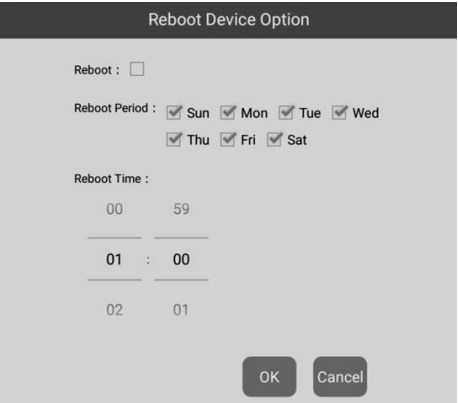 Reboot Device Option
Reboot :
Reboot Period : Sun Mon Tue Wed
Thu Fri Sat
Reboot Time :
00 59
01 : 00
02 01
OK Cancel